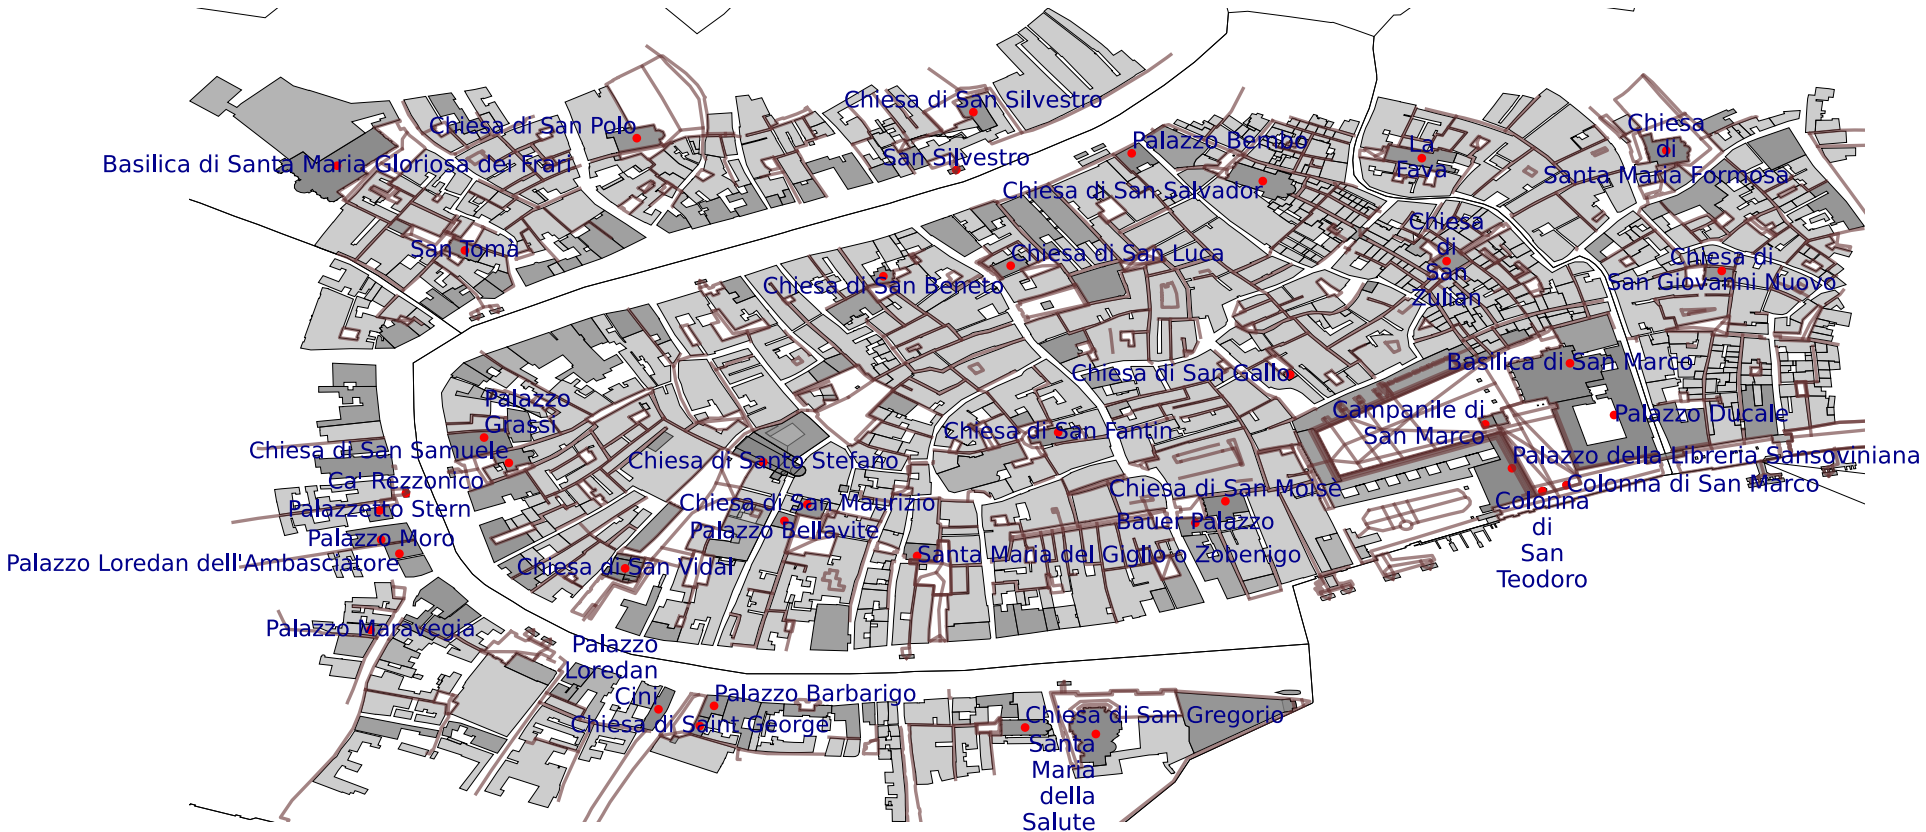 Chiesa di San Silvestro
Chiesa di San Polo
Chiesa
di
Santa Maria Formosa
Palazzo Bembo
La
Fava
San Silvestro
Basilica di Santa Maria Gloriosa dei Frari
Chiesa di San Salvador
San Tomà
Chiesa di San Luca
Chiesa
di
San
Zulian
Chiesa di
San Giovanni Nuovo
Chiesa di San Beneto
Basilica di San Marco
Chiesa di San Gallo
Palazzo
Grassi
Campanile di
San Marco
Palazzo Ducale
Chiesa di San Fantin
Chiesa di San Samuele
Chiesa di Santo Stefano
Palazzo della Libreria Sansoviniana
Ca' Rezzonico
Colonna di San Marco
Chiesa di San Moisè
Chiesa di San Maurizio
Palazzetto Stern
Colonna
di
San
Teodoro
Bauer Palazzo
Palazzo Bellavite
Palazzo Moro
Santa Maria del Giglio o Zobenigo
Palazzo Loredan dell'Ambasciatore
Chiesa di San Vidal
Palazzo Maravegia
Palazzo
Loredan
Cini
Palazzo Barbarigo
Chiesa di Saint George
Chiesa di San Gregorio
Santa
Maria
della
Salute